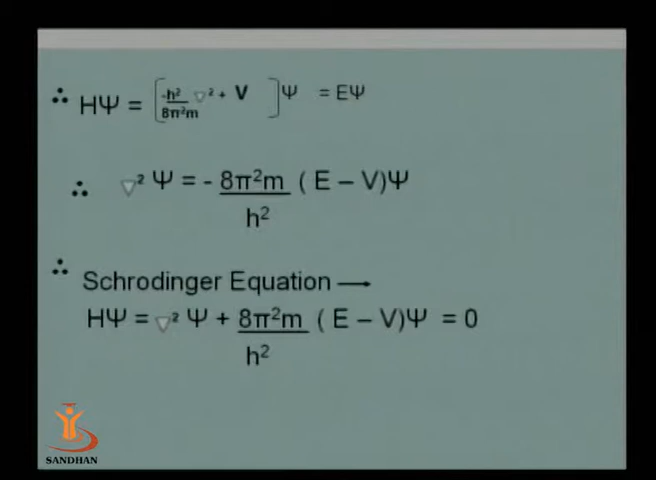 ∴ HΨ = [-h²/8π²m ∇² + V ]Ψ = EΨ
∴ ∇² Ψ = - 8π²m/h² ( E – V)Ψ
∴ Schrodinger Equation →
HΨ = ∇² Ψ + 8π²m/h² ( E – V)Ψ = 0
SANDHAN